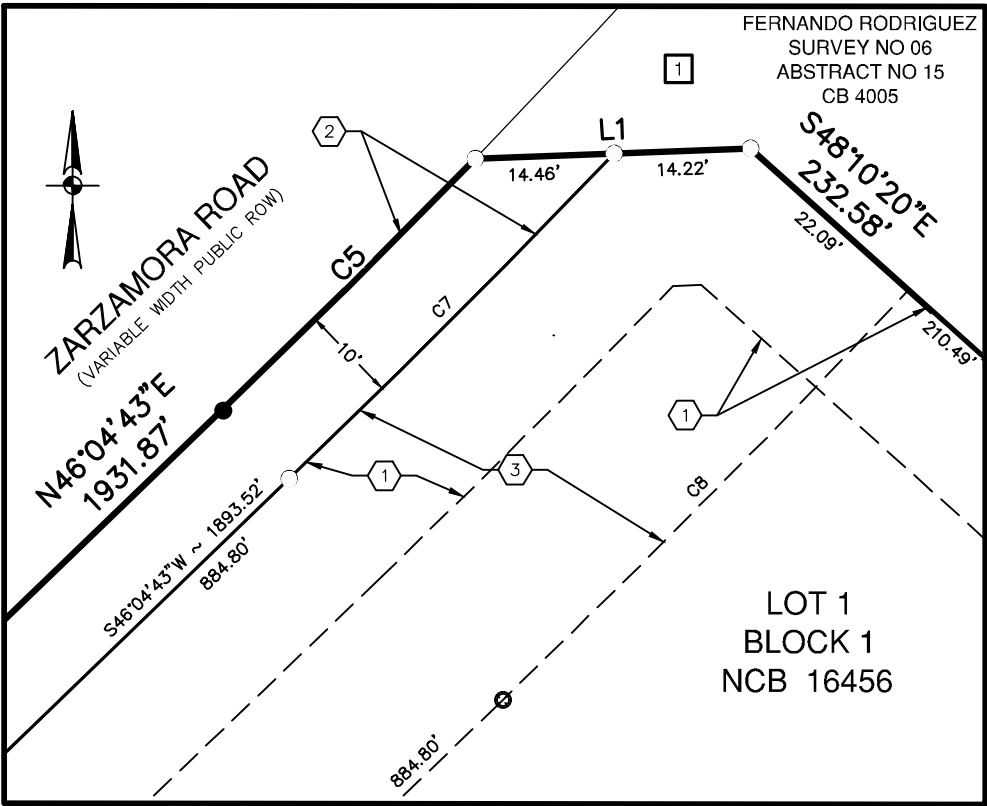 FERNANDO RODRIGUEZ
SURVEY NO 06
ABSTRACT NO 15
CB 4005
1
2
L1
14.46'
14.22'
S48°10'20"E
232.58'
22.09'
210.49'
ZARZAMORA ROAD
(VARIABLE WIDTH PUBLIC ROW)
C5
C7
10'
N46°04'43"E
1931.87'
1
1
3
C8
S46°04'43"W ~ 1893.52'
884.80'
LOT 1
BLOCK 1
NCB 16456
884.80'